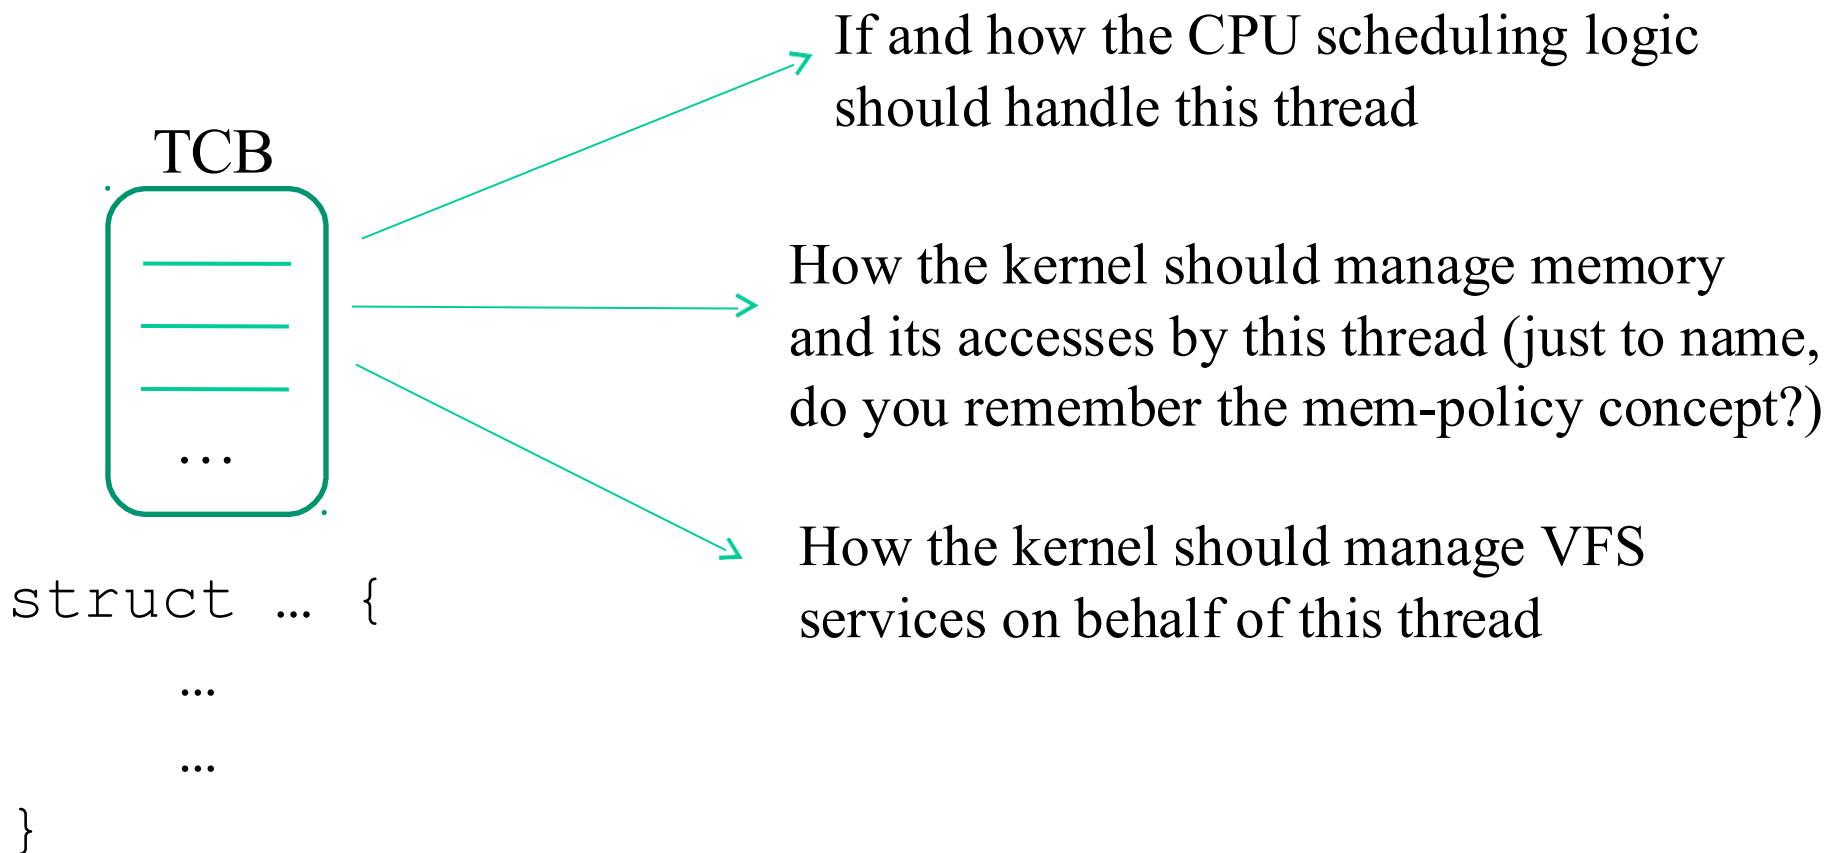 If and how the CPU scheduling logic
should handle this thread
TCB
How the kernel should manage memory
and its accesses by this thread (just to name,
do you remember the mem-policy concept?)
…
How the kernel should manage VFS
services on behalf of this thread
struct … {
…
…
}